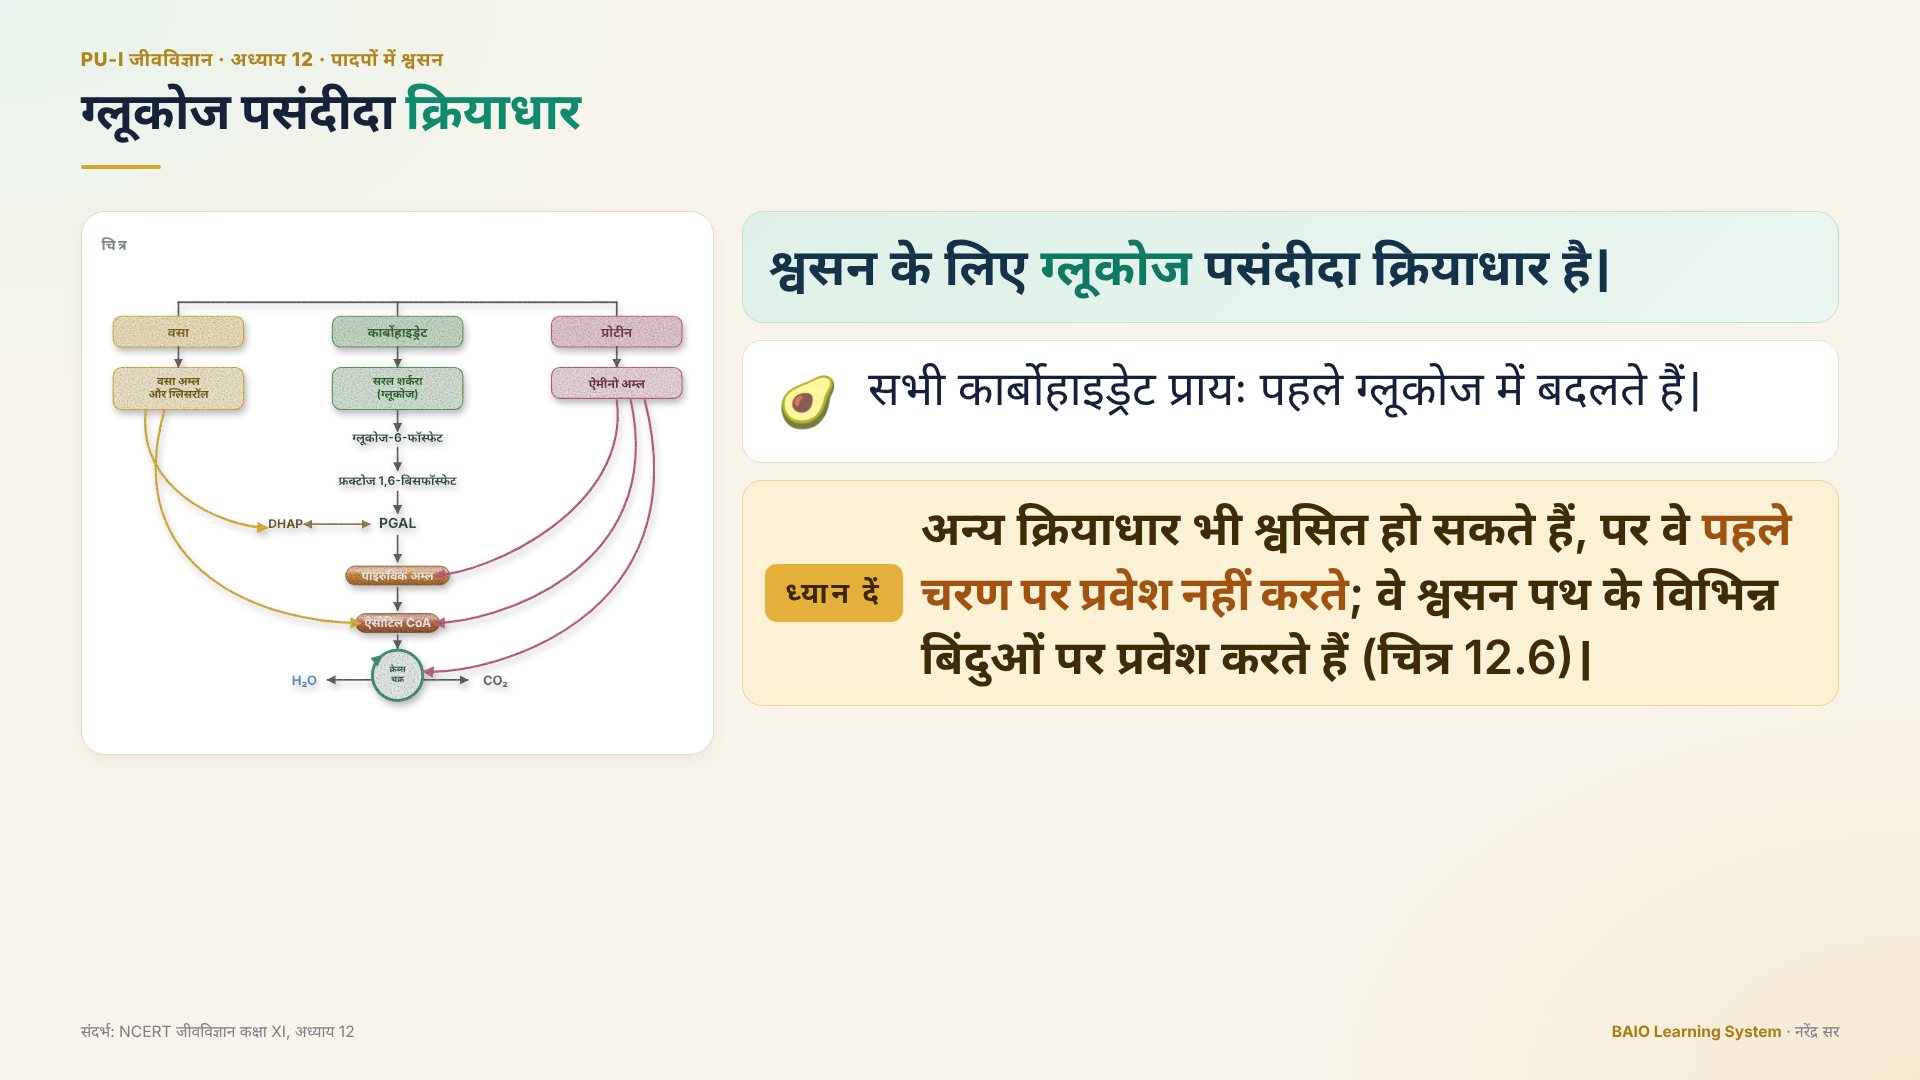 PU-I जीवविज्ञान · अध्याय 12 · पादपों में श्वसन
ग्लूकोज पसंदीदा क्रियाधार
चित्र
वसा
कार्बोहाइड्रेट
प्रोटीन
वसा अम्ल
और ग्लिसरॉल
सरल शर्करा
(ग्लूकोज)
ऐमीनो अम्ल
ग्लूकोज-6-फॉस्फेट
फ्रक्टोज 1,6-बिसफॉस्फेट
DHAP
PGAL
पाइरुविक अम्ल
ऐसीटिल CoA
क्रेब्स
चक्र
H₂O
CO₂
श्वसन के लिए ग्लूकोज पसंदीदा क्रियाधार है|
सभी कार्बोहाइड्रेट प्रायः पहले ग्लूकोज में बदलते हैं|
ध्यान दें
अन्य क्रियाधार भी श्वसित हो सकते हैं, पर वे पहले
चरण पर प्रवेश नहीं करते; वे श्वसन पथ के विभिन्न
बिंदुओं पर प्रवेश करते हैं (चित्र 12.6)|
संदर्भ: NCERT जीवविज्ञान कक्षा XI, अध्याय 12
BAIO Learning System · नरेंद्र सर